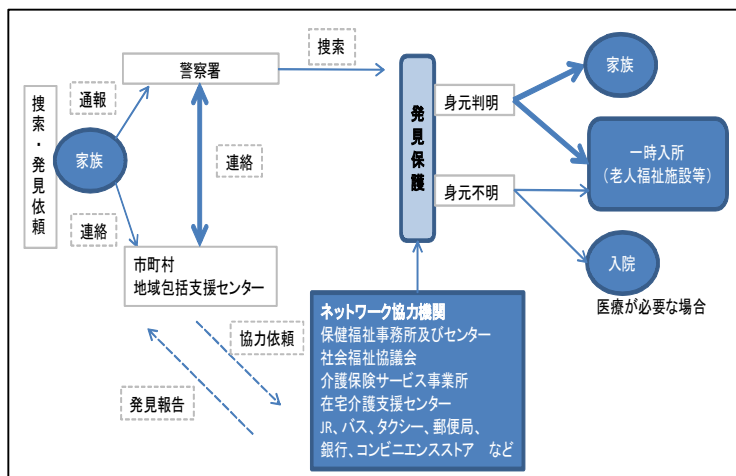 捜索・発見依頼
家族
通報
連絡
警察署
捜索
連絡
市町村
地域包括支援センター
協力依頼
発見報告
発見保護
身元判明
身元不明
家族
一時入所
（老人福祉施設等）
入院
医療が必要な場合
ネットワーク協力機関
保健福祉事務所及びセンター
社会福祉協議会
介護保険サービス事業所
在宅介護支援センター
JR、バス、タクシー、郵便局、
銀行、コンビニエンスストア　など